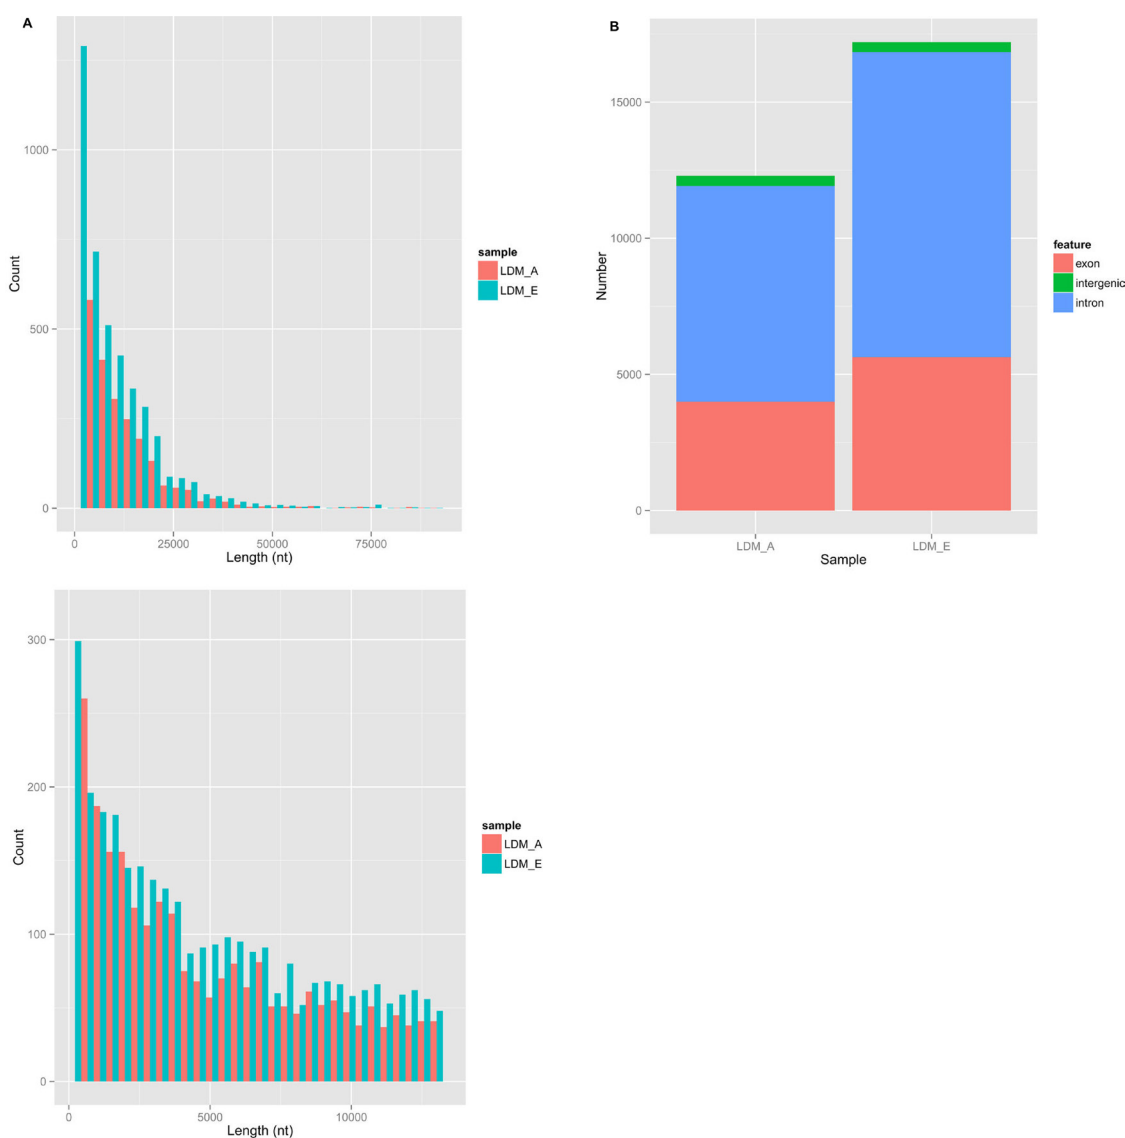 A
Count
1000
500
0
0
25000
50000
75000
Length (nt)
sample
LDM_A
LDM_E
B
Number
15000
10000
5000
0
LDM_A
LDM_E
Sample
feature
exon
intergenic
intron
Count
300
200
100
0
0
5000
10000
Length (nt)
sample
LDM_A
LDM_E